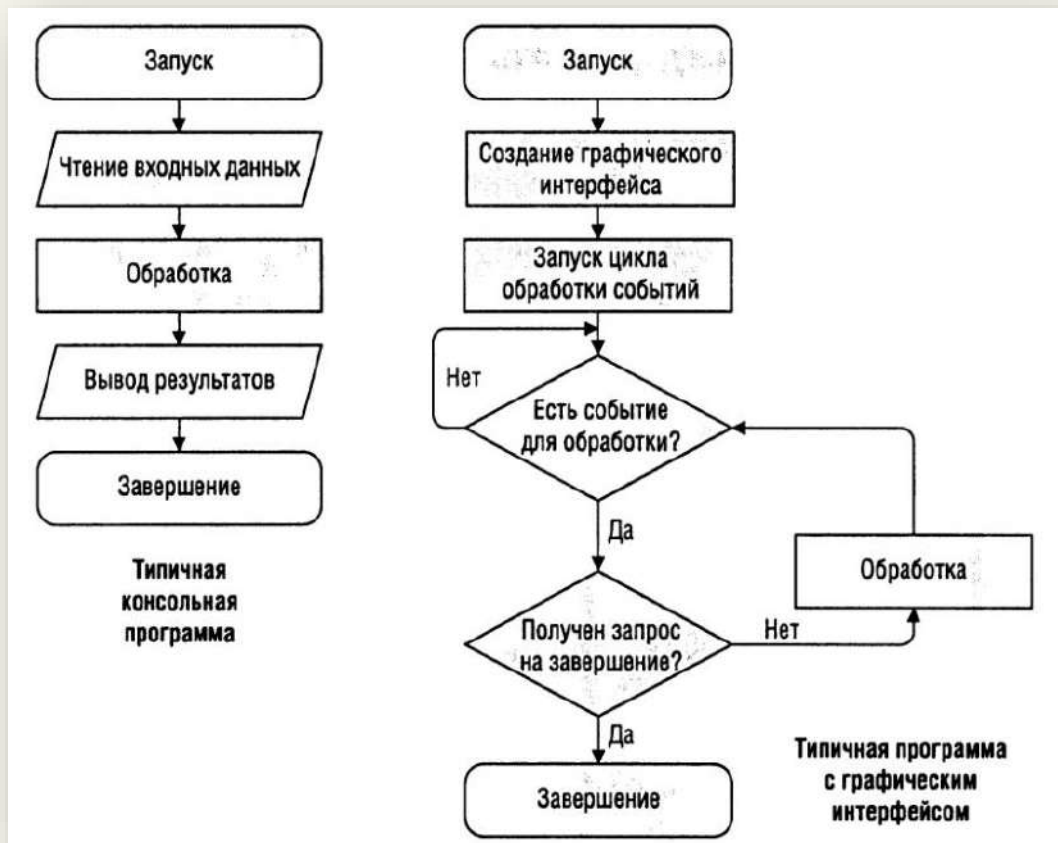 Запуск
Чтение входных данных
Обработка
Вывод результатов
Завершение
Типичная
консольная
программа
Запуск
Создание графического
интерфейса
Запуск цикла
обработки событий
Нет
Есть событие
для обработки?
Да
Обработка
Получен запрос
на завершение?
Нет
Да
Завершение
Типичная программа
с графическим
интерфейсом